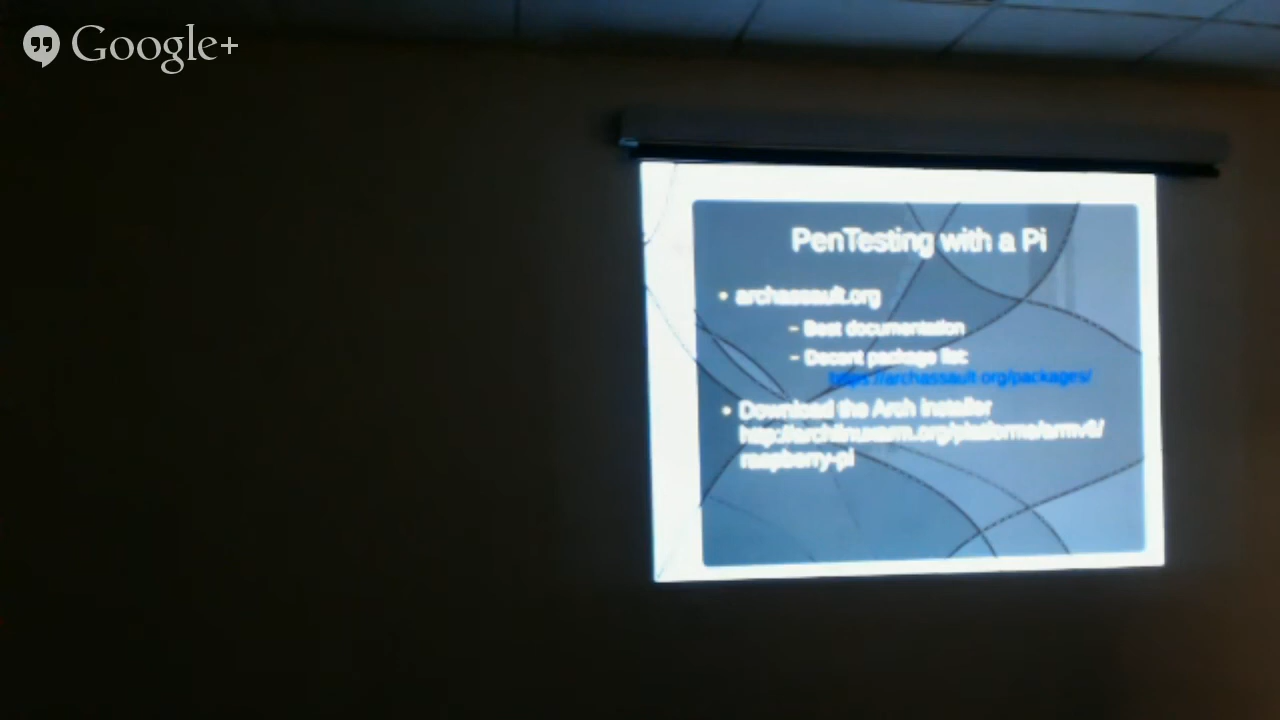 Google+
PenTesting with a Pi
• archassault.org
– Best documentation
– Decent package list:
https://archassault.org/packages/
• Download the Arch Installer
http://archlinuxarm.org/platforms/armv6/
raspberry-pi